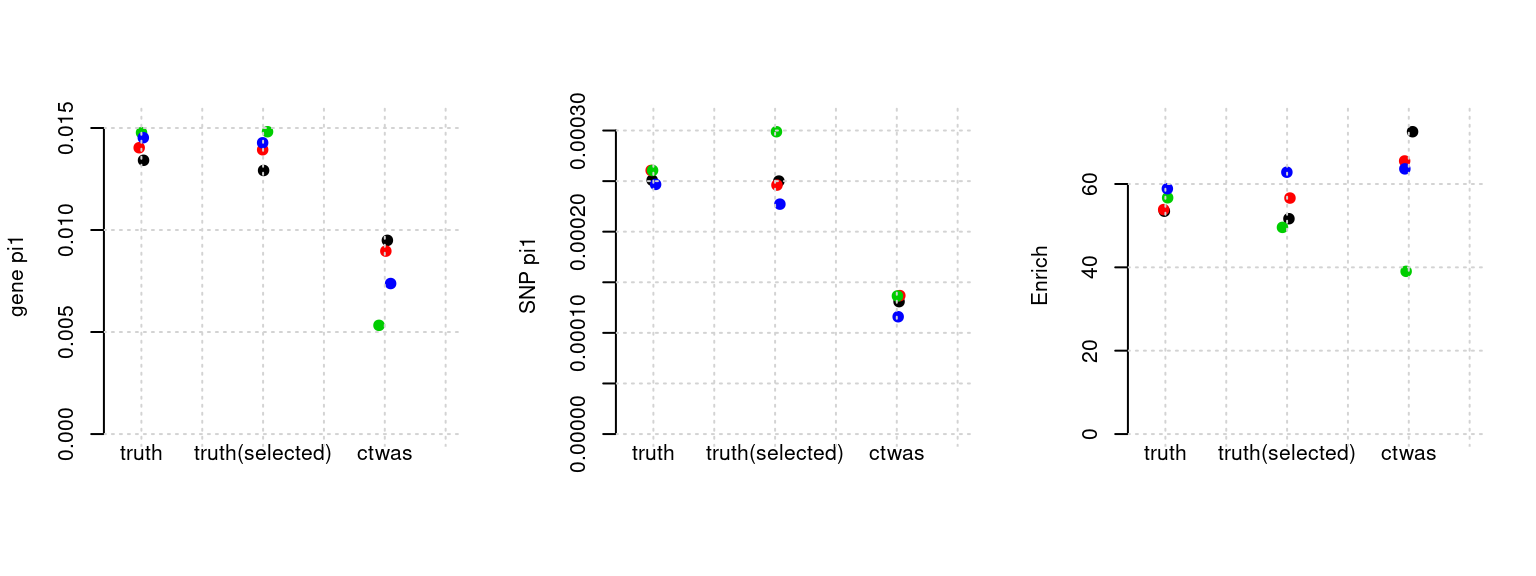 gene pi1
0.015
0.010
0.005
0.000
truth truth(selected) ctwas
SNP pi1
0.00030
0.00020
0.00010
0.00000
truth truth(selected) ctwas
Enrich
60
40
20
0
truth truth(selected) ctwas